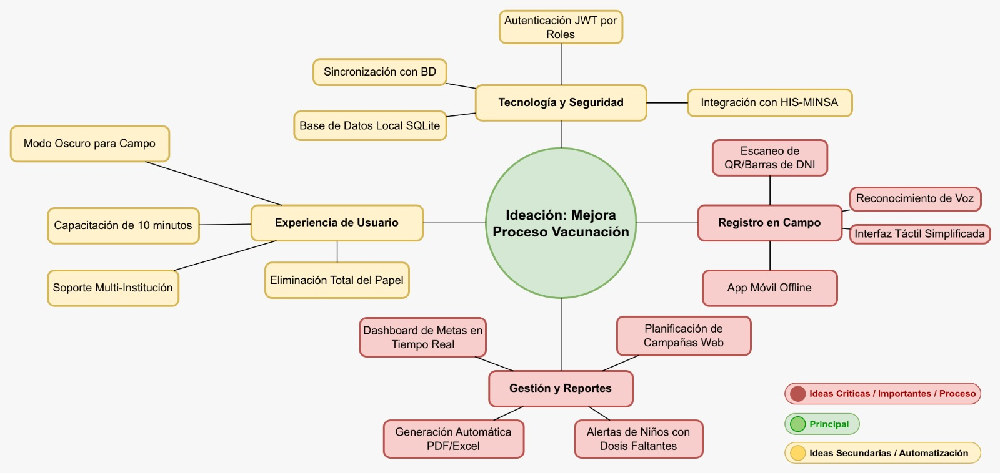 Autenticación JWT por
Roles
Sincronización con BD
Tecnología y Seguridad
Integración con HIS-MINSA
Base de Datos Local SQLite
Modo Oscuro para Campo
Escaneo de
QR/Barras de DNI
Reconocimiento de Voz
Ideación: Mejora
Proceso Vacunación
Experiencia de Usuario
Registro en Campo
Capacitación de 10 minutos
Interfaz Táctil Simplificada
Eliminación Total del Papel
Soporte Multi-Institución
App Móvil Offline
Dashboard de Metas en
Tiempo Real
Planificación de
Campañas Web
Gestión y Reportes
Generación Automática
PDF/Excel
Alertas de Niños con
Dosis Faltantes
Ideas Criticas / Importantes / Proceso
Principal
Ideas Secundarias / Automatización